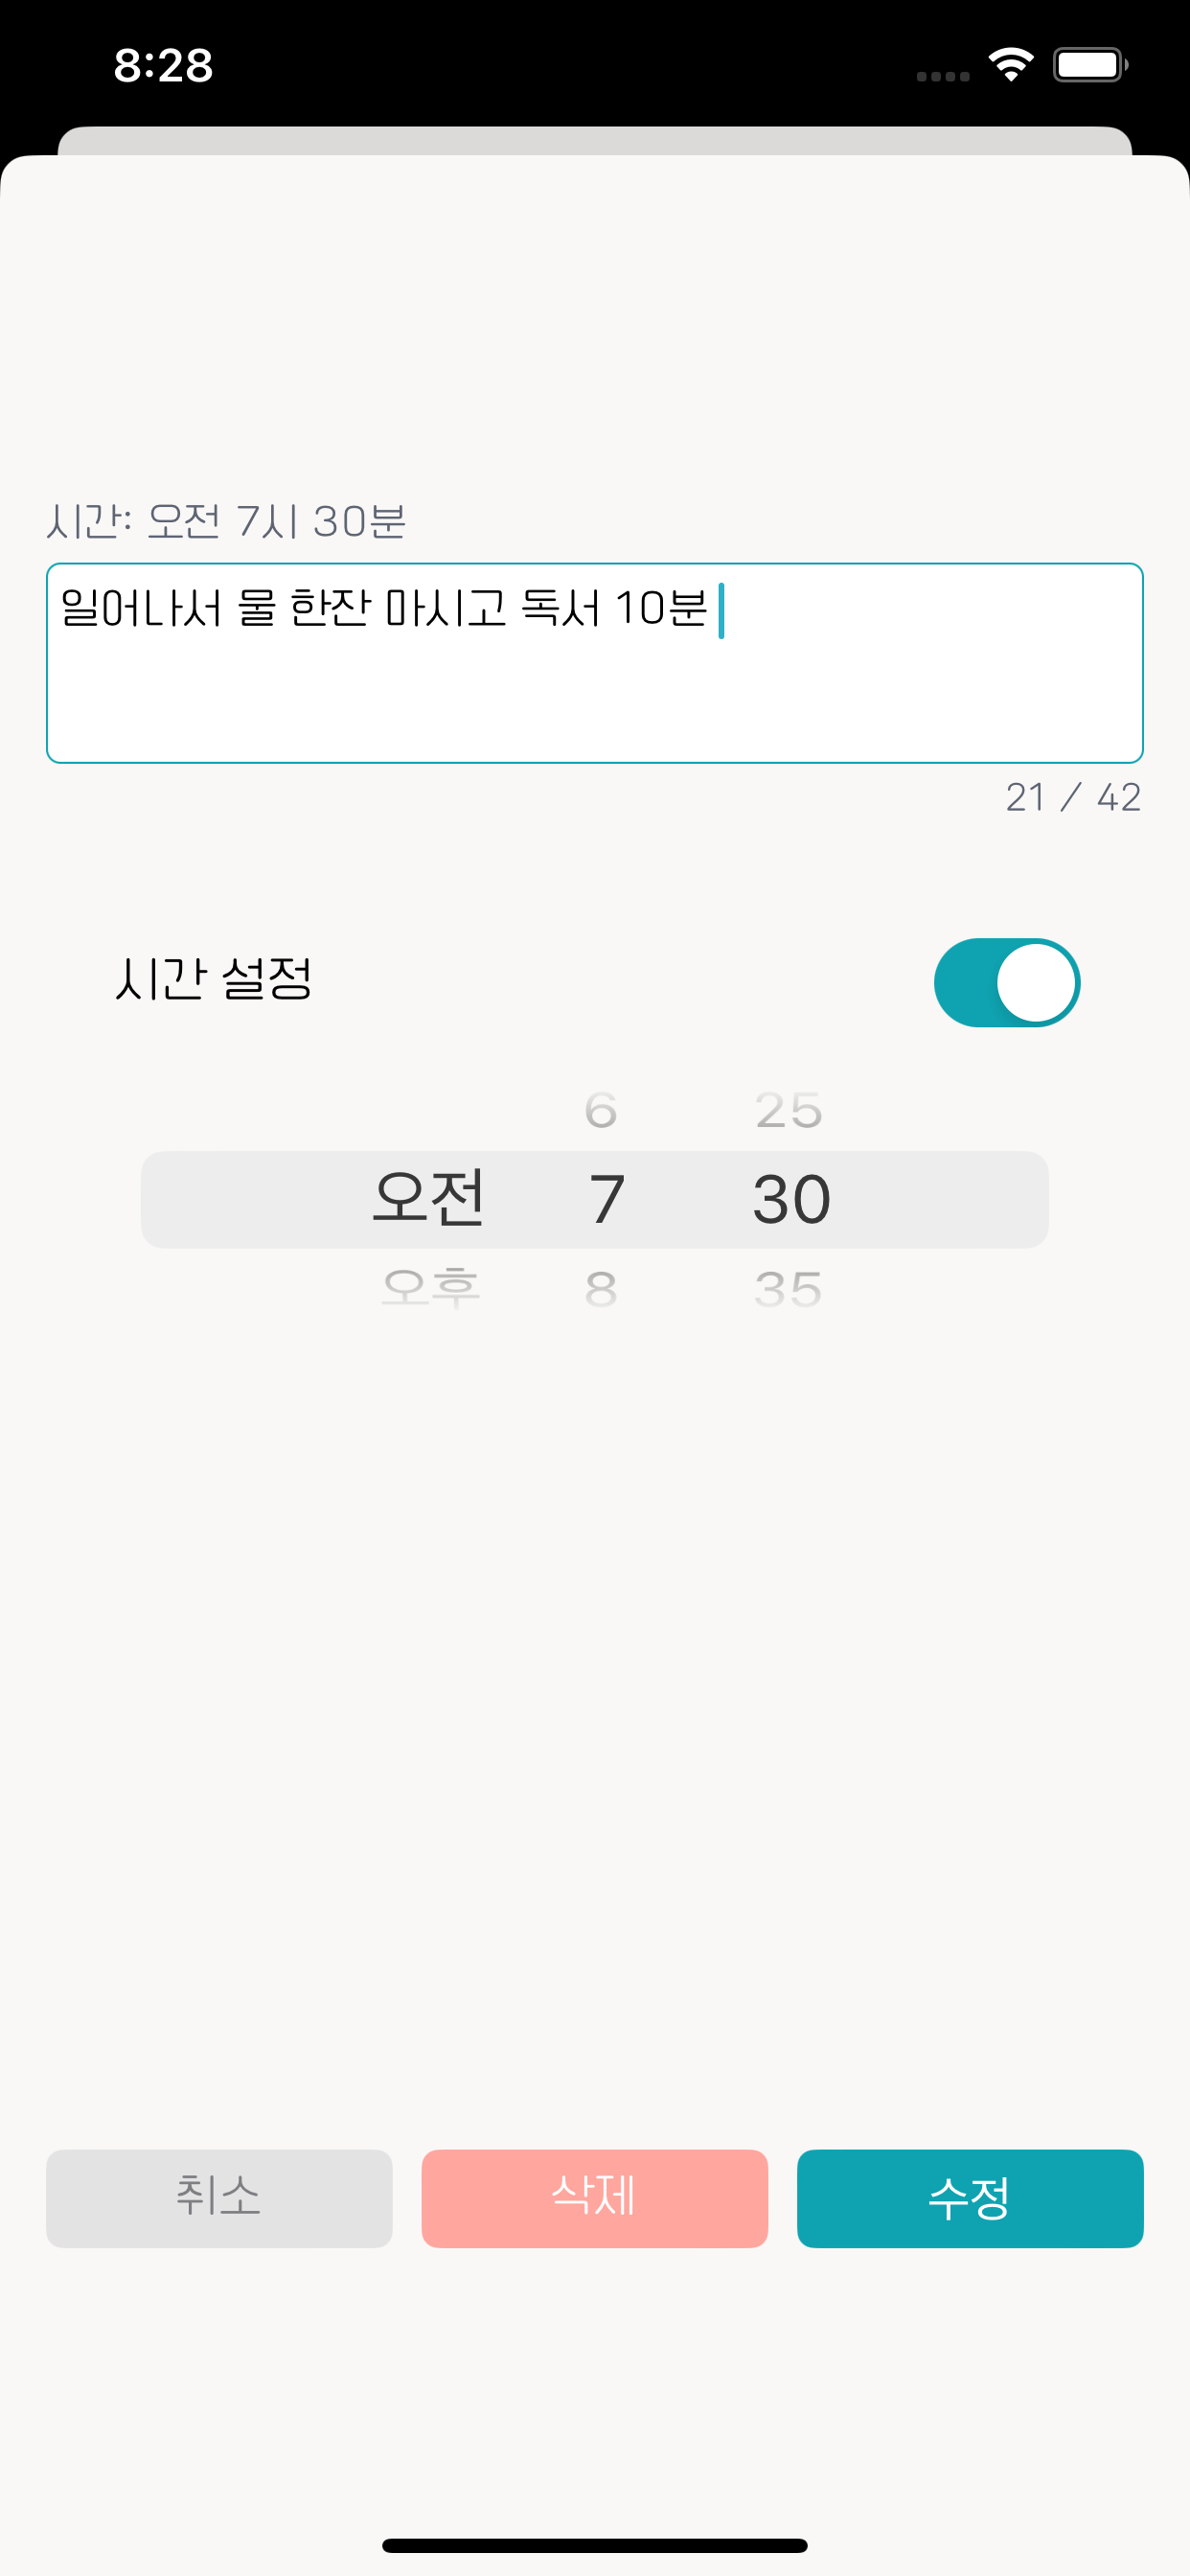 8:28
시간: 오전 7시 30분
일어나서 물 한잔 마시고 독서 10분
21 / 42
시간 설정
6 25
오전 7 30
오후 8 35
취소 삭제 수정